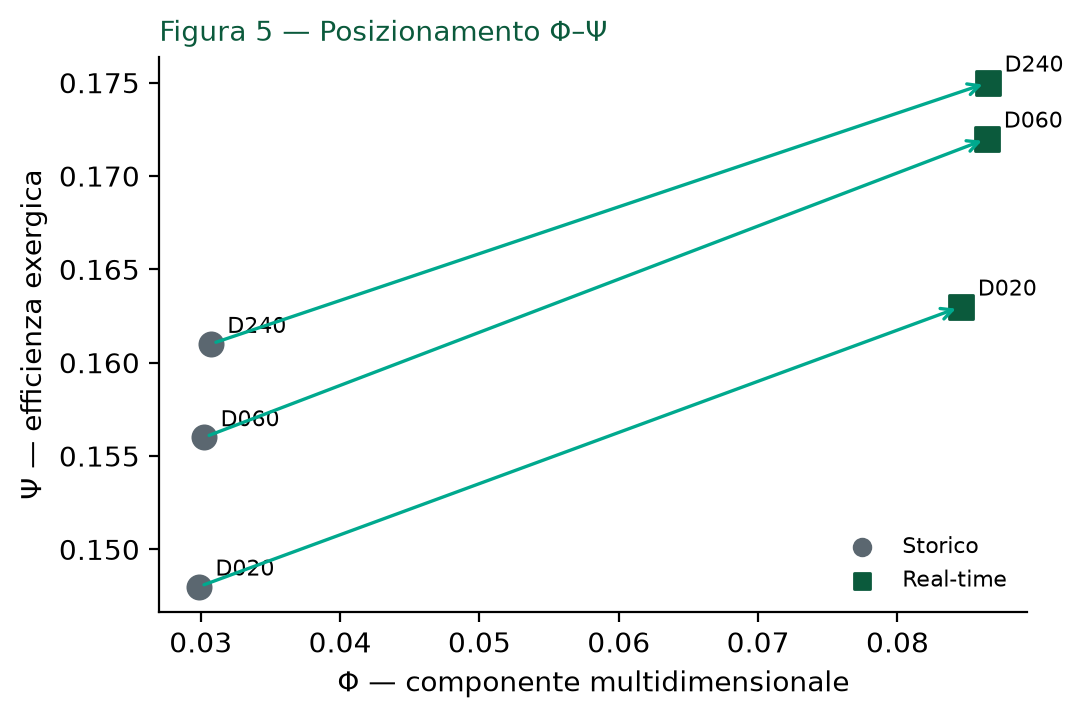 Figura 5 — Posizionamento Φ–Ψ
D240
0.175
D060
0.170
0.165
D020
D240
0.160
D060
0.155
0.150
D020
Ψ — efficienza exergica
Storico
Real-time
0.03 0.04 0.05 0.06 0.07 0.08
Φ — componente multidimensionale